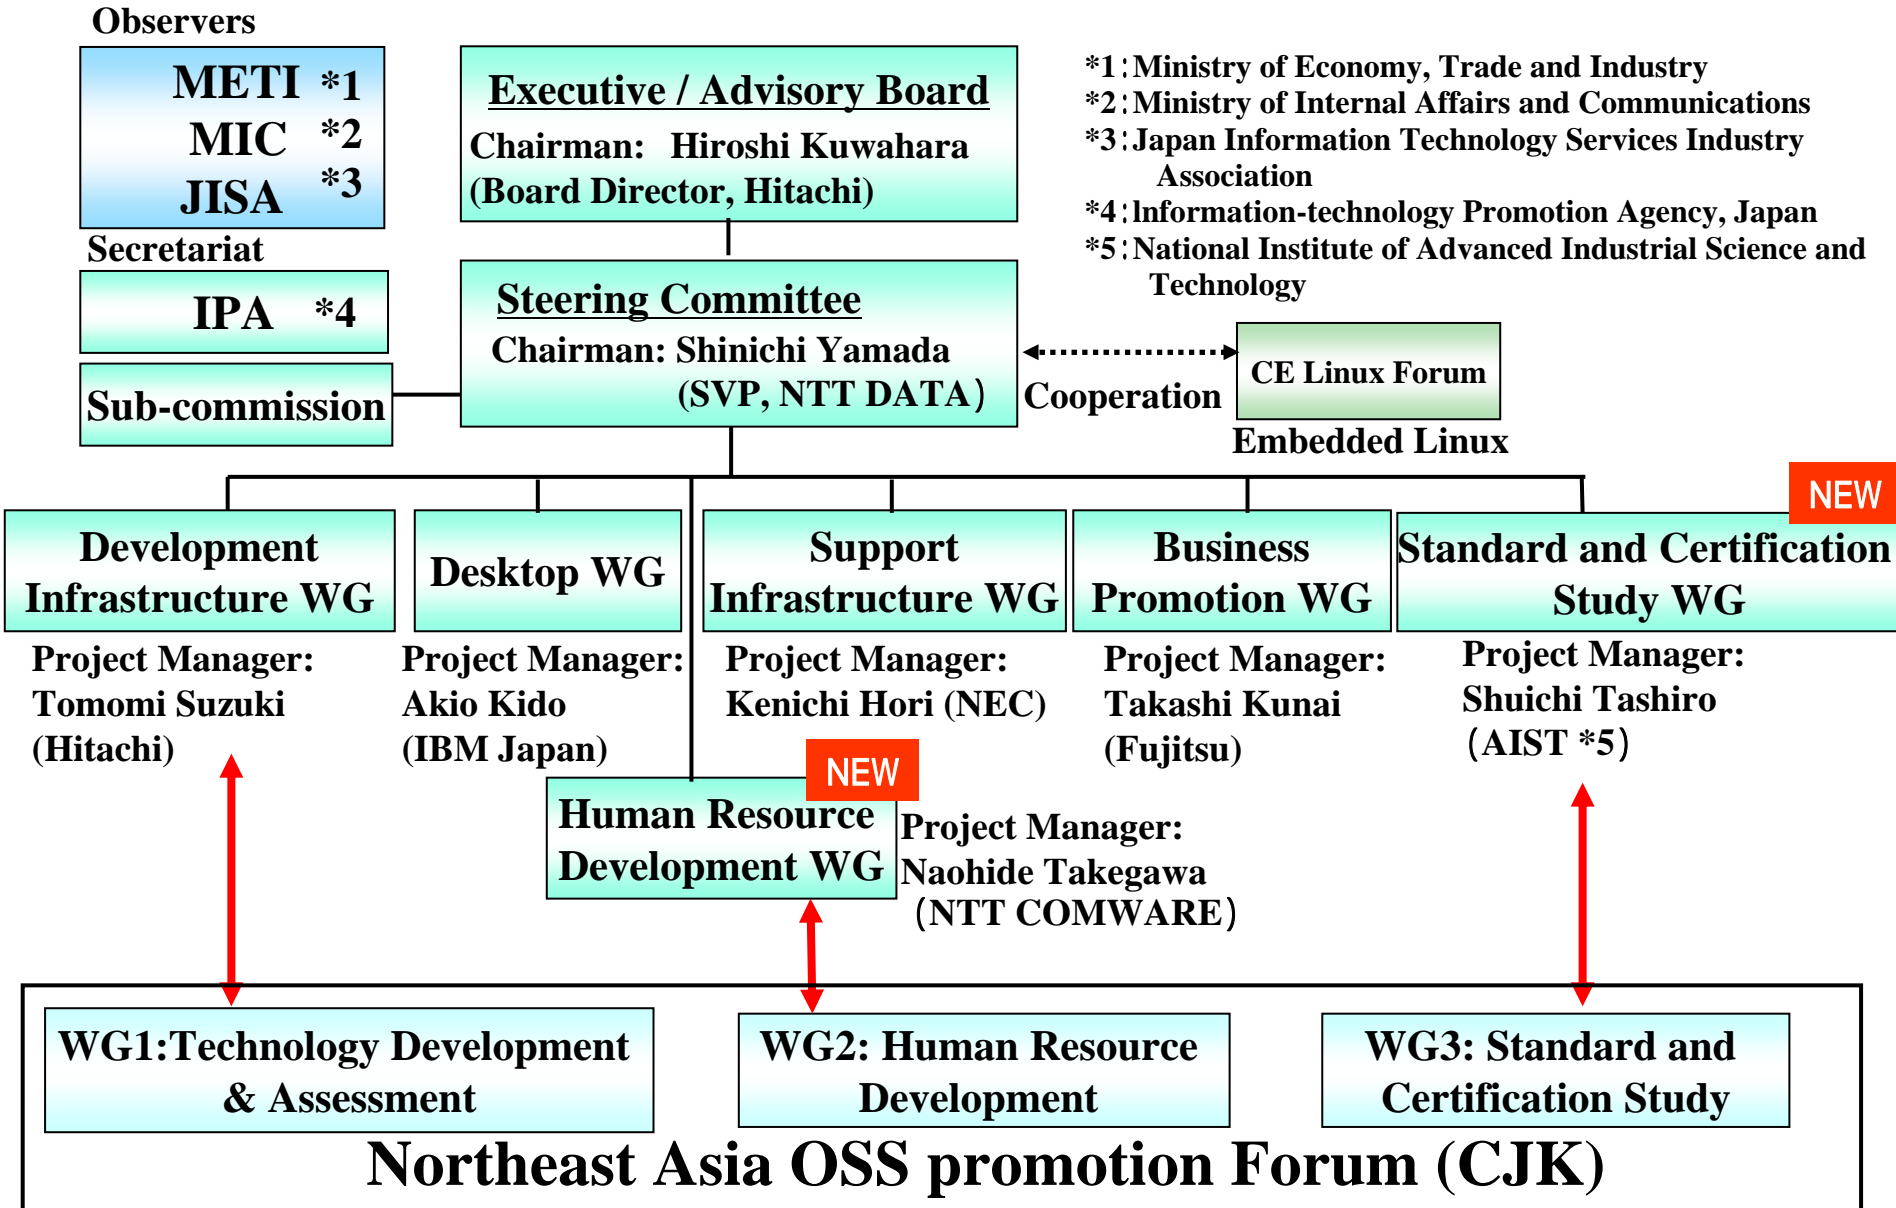 Observers
METI *1
MIC *2
JISA *3
Secretariat
IPA *4
Sub-commission
Executive / Advisory Board
Chairman: Hiroshi Kuwahara
(Board Director, Hitachi)
Steering Committee
Chairman: Shinichi Yamada
(SVP, NTT DATA)
*1:Ministry of Economy, Trade and Industry
*2:Ministry of Internal Affairs and Communications
*3:Japan Information Technology Services Industry
Association
*4:Information-technology Promotion Agency, Japan
*5:National Institute of Advanced Industrial Science and
Technology
Cooperation
CE Linux Forum
Embedded Linux
Development
Infrastructure WG
Project Manager:
Tomomi Suzuki
(Hitachi)
Desktop WG
Project Manager:
Akio Kido
(IBM Japan)
Support
Infrastructure WG
Project Manager:
Kenichi Hori (NEC)
Business
Promotion WG
Project Manager:
Takashi Kunai
(Fujitsu)
NEW
Standard and Certification
Study WG
Project Manager:
Shuichi Tashiro
(AIST *5)
NEW
Human Resource
Development WG
Project Manager:
Naohide Takegawa
(NTT COMWARE)
WG1:Technology Development
& Assessment
WG2: Human Resource
Development
WG3: Standard and
Certification Study
Northeast Asia OSS promotion Forum (CJK)